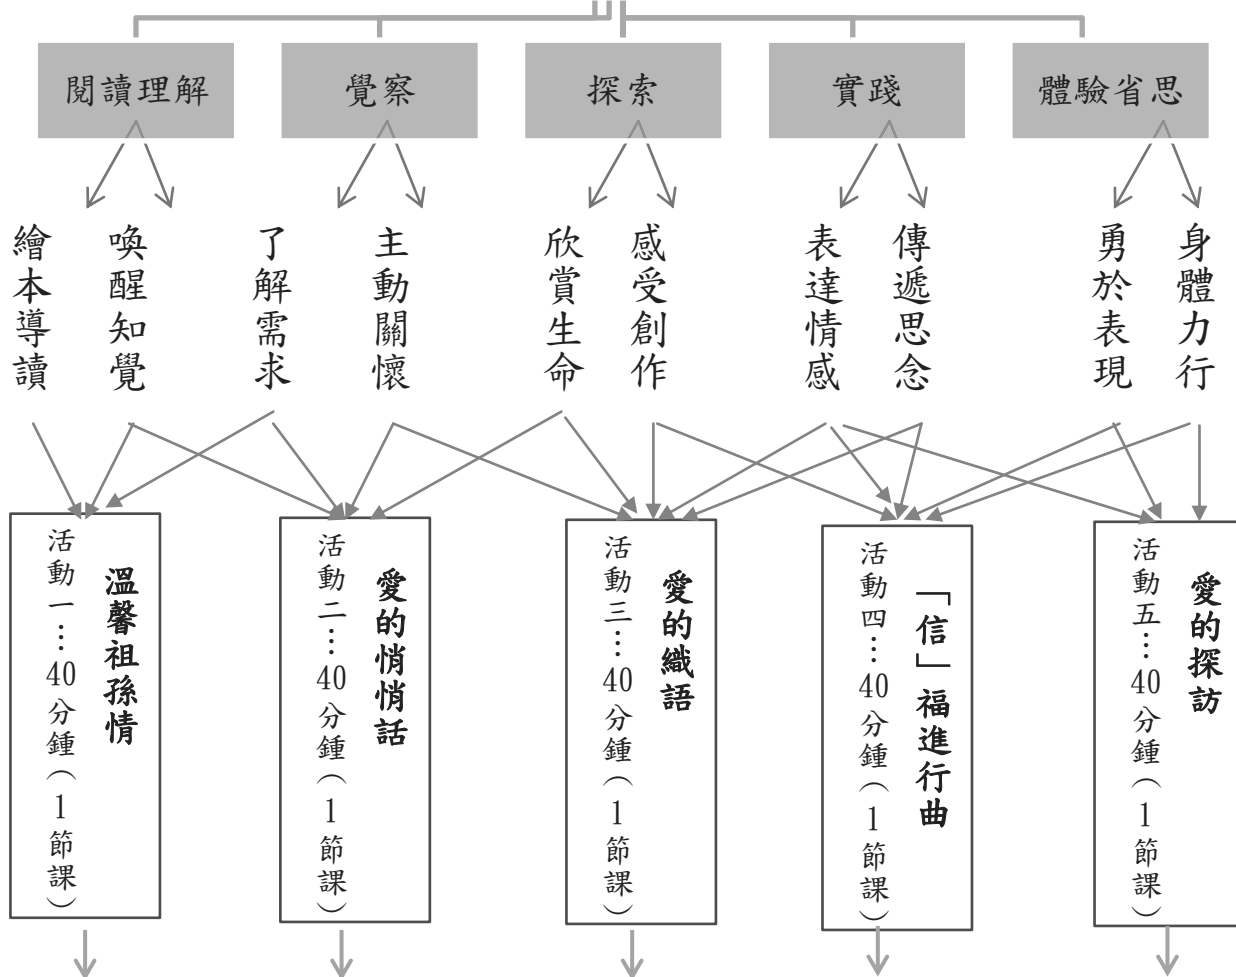 閱讀理解
覺察
探索
實踐
體驗省思
繪本導讀
喚醒知覺
了解需求
主動關懷
欣賞生命
感受創作
表達情感
傳遞思念
勇於表現
身體力行
溫馨祖孫情
活動一…40分鍾(1節課)
愛的悄悄話
活動二…40分鍾(1節課)
愛的織語
活動三…40分鍾(1節課)
「信」福進行曲
活動四…40分鍾(1節課)
愛的探訪
活動五…40分鍾(1節課)